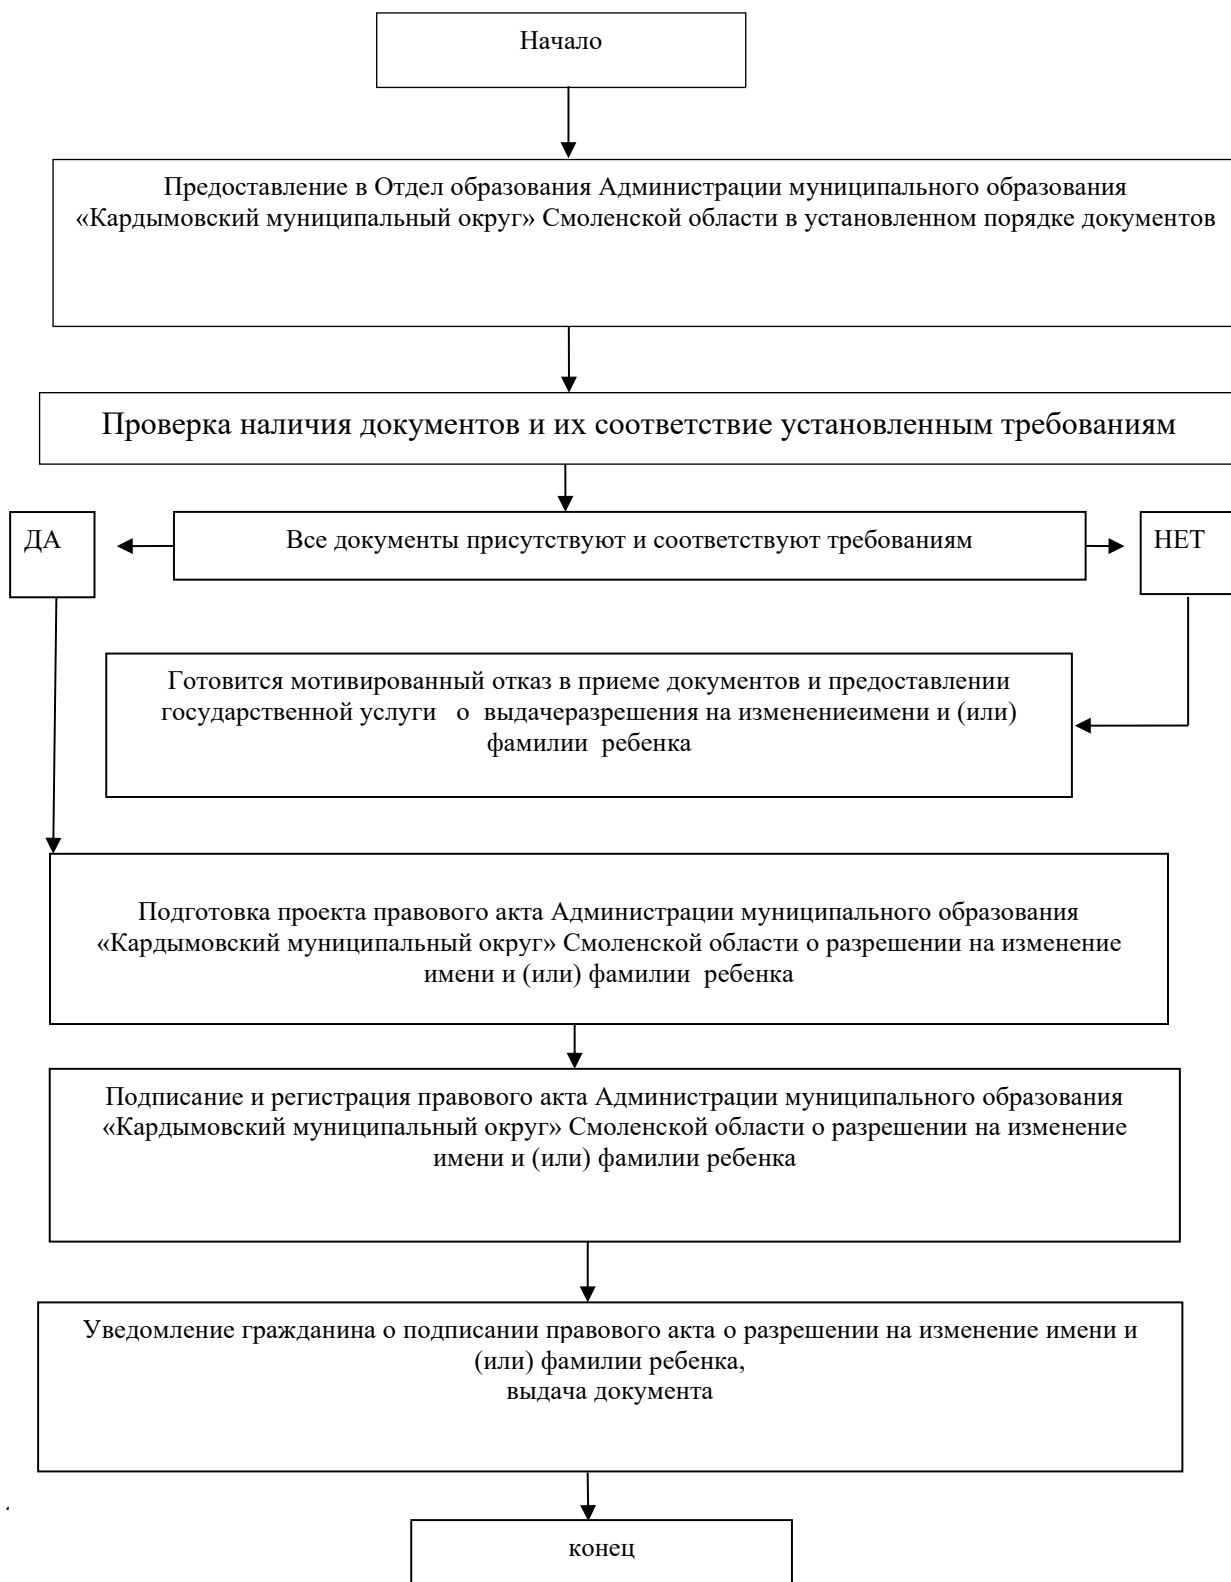 Начало
Предоставление в Отдел образования Администрации муниципального образования
«Кардымовский муниципальный округ» Смоленской области в установленном порядке документов
Проверка наличия документов и их соответствие установленным требованиям
ДА
Все документы присутствуют и соответствуют требованиям
НЕТ
Готовится мотивированный отказ в приеме документов и предоставлении
государственной услуги о выдачеразрешения на изменениеимени и (или)
фамилии ребенка
Подготовка проекта правового акта Администрации муниципального образования
«Кардымовский муниципальный округ» Смоленской области о разрешении на изменение
имени и (или) фамилии ребенка
Подписание и регистрация правового акта Администрации муниципального образования
«Кардымовский муниципальный округ» Смоленской области о разрешении на изменение
имени и (или) фамилии ребенка
Уведомление гражданина о подписании правового акта о разрешении на изменение имени и
(или) фамилии ребенка,
выдача документа
конец